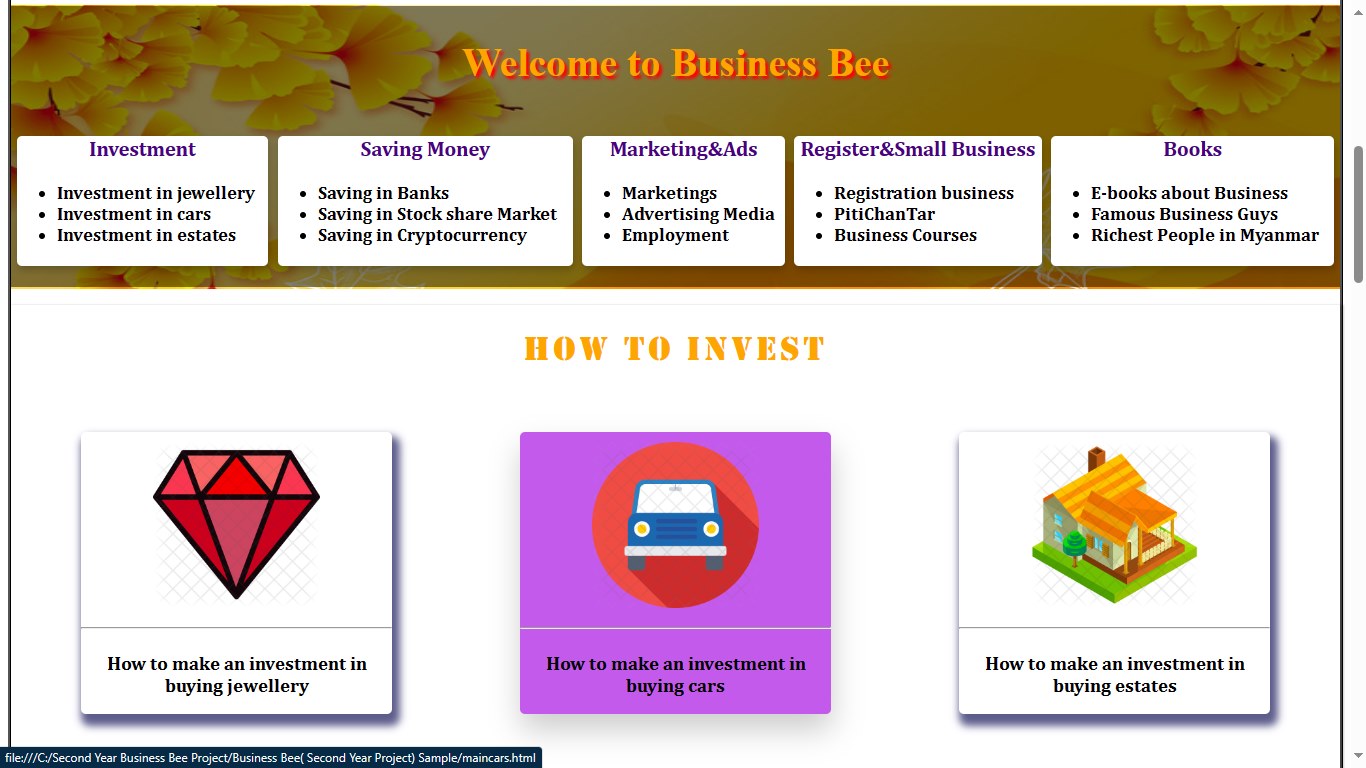 Welcome to Business Bee
Investment
Investment in jewellery
Investment in cars
Investment in estates
Saving Money
Saving in Banks
Saving in Stock share Market
Saving in Cryptocurrency
Marketing&Ads
Marketings
Advertising Media
Employment
Register&Small Business
Registration business
PitiChanTar
Business Courses
Books
E-books about Business
Famous Business Guys
Richest People in Myanmar
HOW TO INVEST
How to make an investment in
buying jewellery
How to make an investment in
buying cars
How to make an investment in
buying estates
file:///C:/Second Year Business Bee Project/Business Bee( Second Year Project) Sample/maincars.html